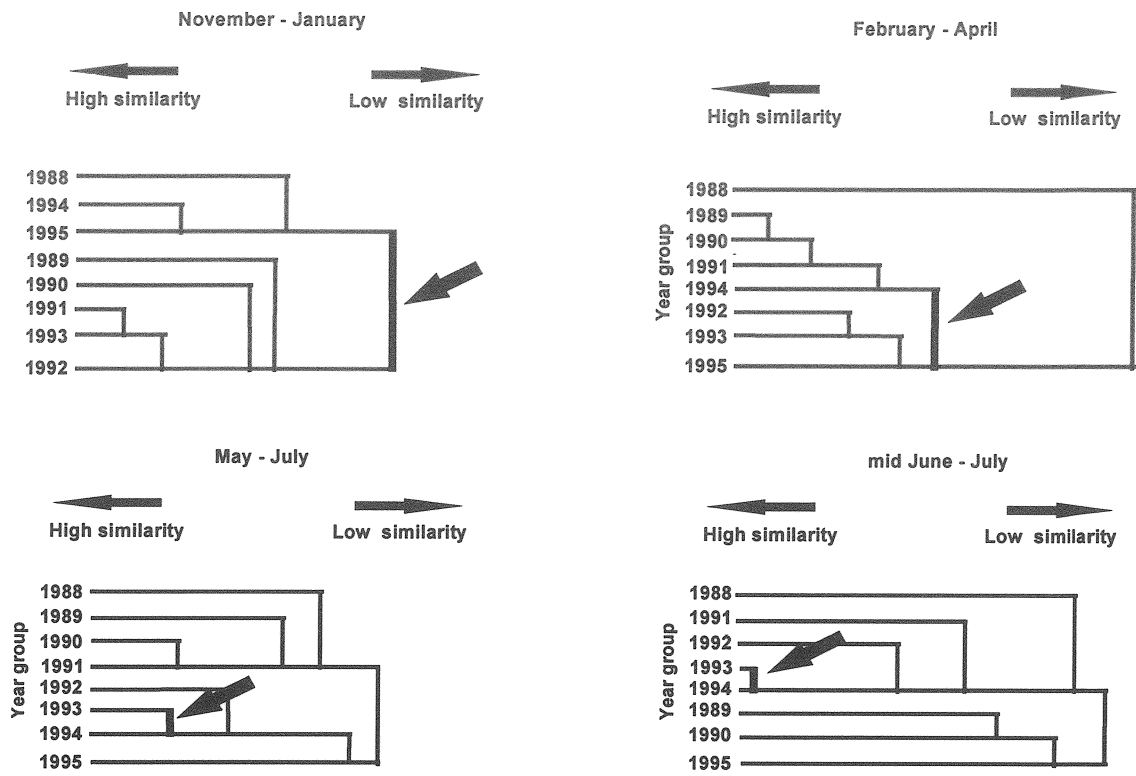 November - January
High similarity
Low similarity
1988
1994
1995
1989
1990
1991
1993
1992
February - April
High similarity
Low similarity
Year group
1988
1989
1990
1991
1994
1992
1993
1995
May - July
High similarity
Low similarity
Year group
1988
1989
1990
1991
1992
1993
1994
1995
mid June - July
High similarity
Low similarity
Year group
1988
1991
1992
1993
1994
1989
1990
1995